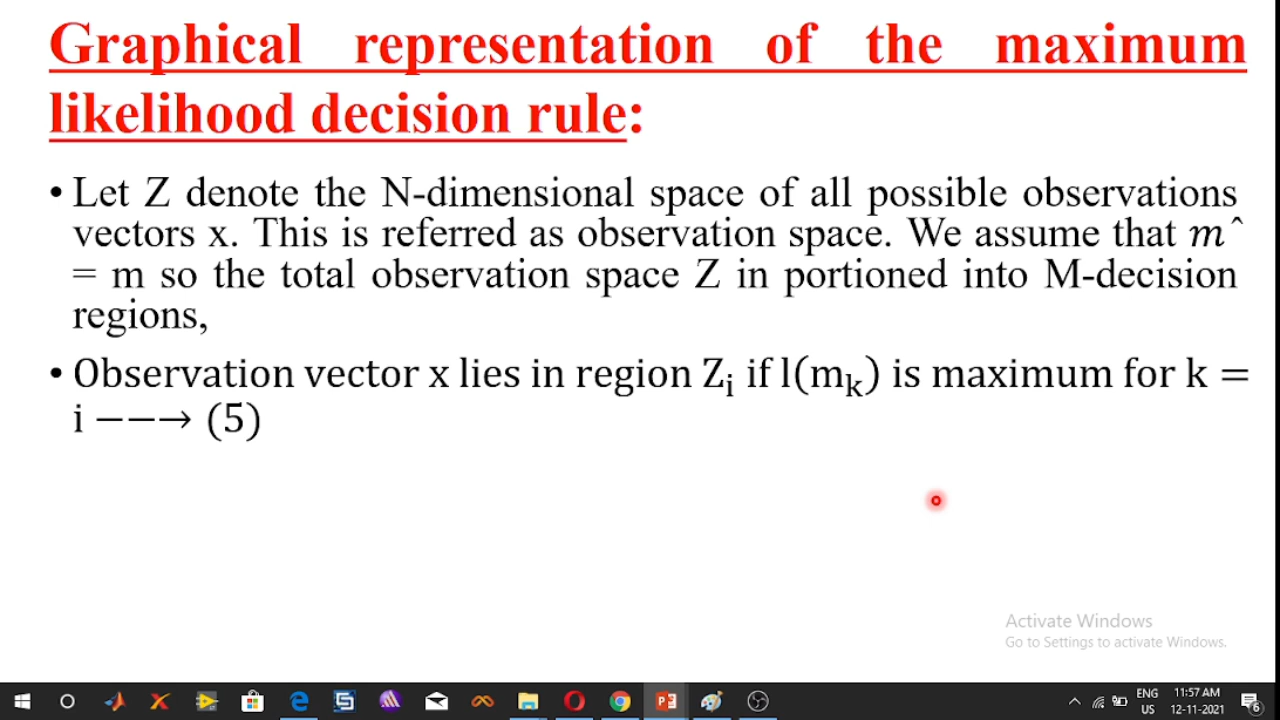 Graphical representation of the maximum
likelihood decision rule:
• Let Z denote the N-dimensional space of all possible observations
vectors x. This is referred as observation space. We assume that mˆ
= m so the total observation space Z in portioned into M-decision
regions,
• Observation vector x lies in region Zᵢ if l(mₖ) is maximum for k =
i −−→ (5)
Activate Windows
Go to Settings to activate Windows.
ENG
US
11:57 AM
12-11-2021
6